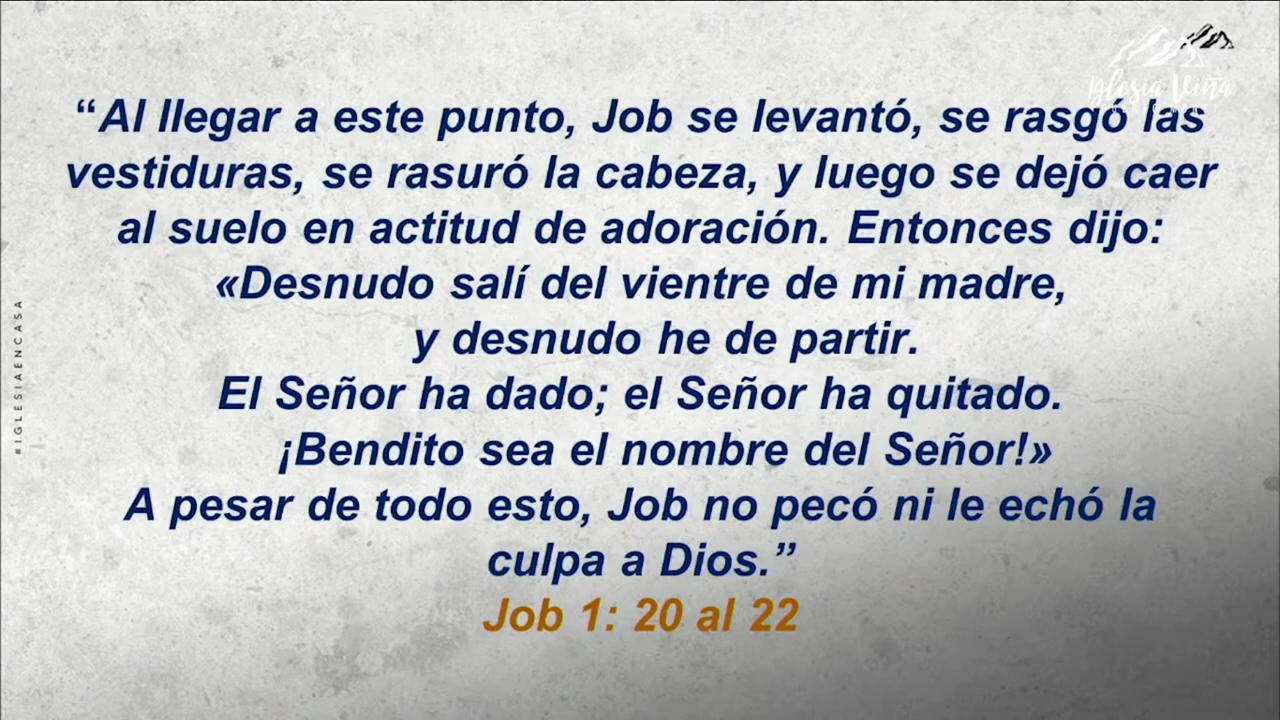 Iglesia Viña
“Al llegar a este punto, Job se levantó, se rasgó las
vestiduras, se rasuró la cabeza, y luego se dejó caer
al suelo en actitud de adoración. Entonces dijo:
«Desnudo salí del vientre de mi madre,
y desnudo he de partir.
El Señor ha dado; el Señor ha quitado.
¡Bendito sea el nombre del Señor!»
A pesar de todo esto, Job no pecó ni le echó la
culpa a Dios.”
Job 1: 20 al 22
#IGLESIAENCASA